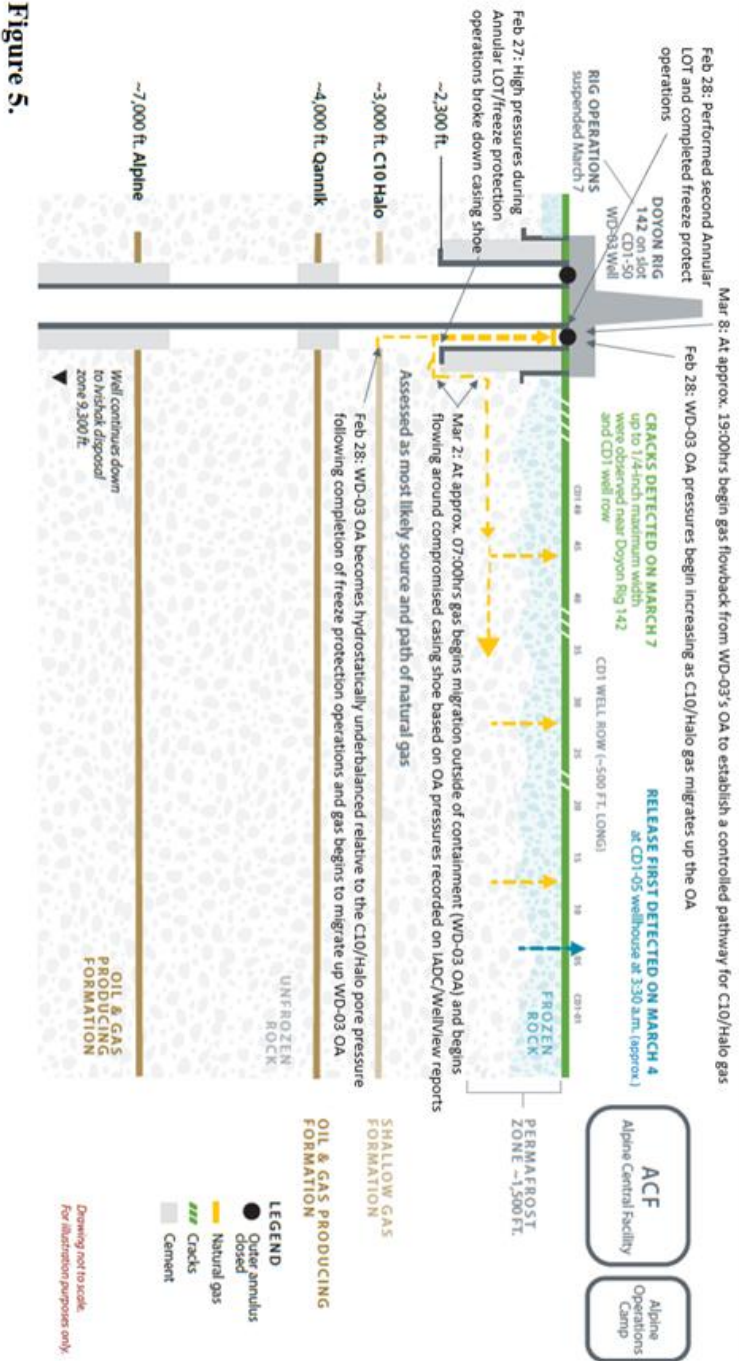 Feb 28: Performed second Annular
LOT and completed freeze protect
operations
Mar 8: At approx. 19:00hrs begin gas flowback from WD-03's OA to establish a controlled pathway for C10/Halo gas
Feb 28: WD-03 OA pressures begin increasing as C10/Halo gas migrates up the OA
DOYON RIG
142 on slot
CD1-50
WD-03 Well
RIG OPERATIONS
suspended March 7
CRACKS DETECTED ON MARCH 7
up to 1/4-inch maximum width
were observed near Doyon Rig 142
and CD1 well row
RELEASE FIRST DETECTED ON MARCH 4
at CD1-05 wellhouse at 3:30 a.m. (approx.)
ACF
Alpine Central Facility
Alpine
Operations
Camp
CD1 WELL ROW (~500 FT. LONG)
CD1-49
45
40
35
30
25
20
15
10
05
CD1-01
FROZEN
ROCK
PERMAFROST
ZONE ~1,500 FT.
Feb 27: High pressures during
Annular LOT/freeze protection
operations broke down casing shoe
~2,300 ft.
Mar 2: At approx. 07:00hrs gas begins migration outside of containment (WD-03 OA) and begins
flowing around compromised casing shoe based on OA pressures recorded on IADC/WellView reports
Assessed as most likely source and path of natural gas
~3,000 ft. C10 Halo
SHALLOW GAS
FORMATION
Feb 28: WD-03 OA becomes hydrostatically underbalanced relative to the C10/Halo pore pressure
following completion of freeze protection operations and gas begins to migrate up WD-03 OA
~4,000 ft. Qannik
OIL & GAS PRODUCING
FORMATION
UNFROZEN
ROCK
~7,000 ft. Alpine
OIL & GAS
PRODUCING
FORMATION
Well continues down
to Ivishak disposal
zone 9,300 ft.
LEGEND
Outer annulus
closed
Natural gas
Cracks
Cement
Drawing not to scale.
For illustration purposes only.
Figure 5.